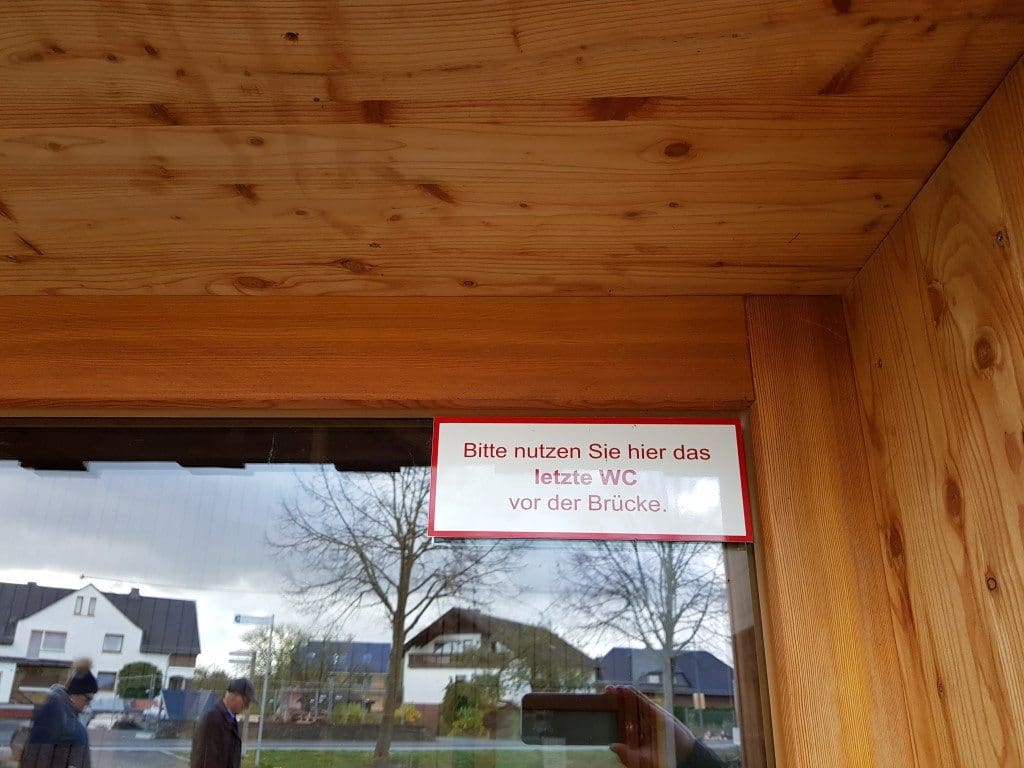 Bitte nutzen Sie hier das
letzte WC
vor der Brücke.